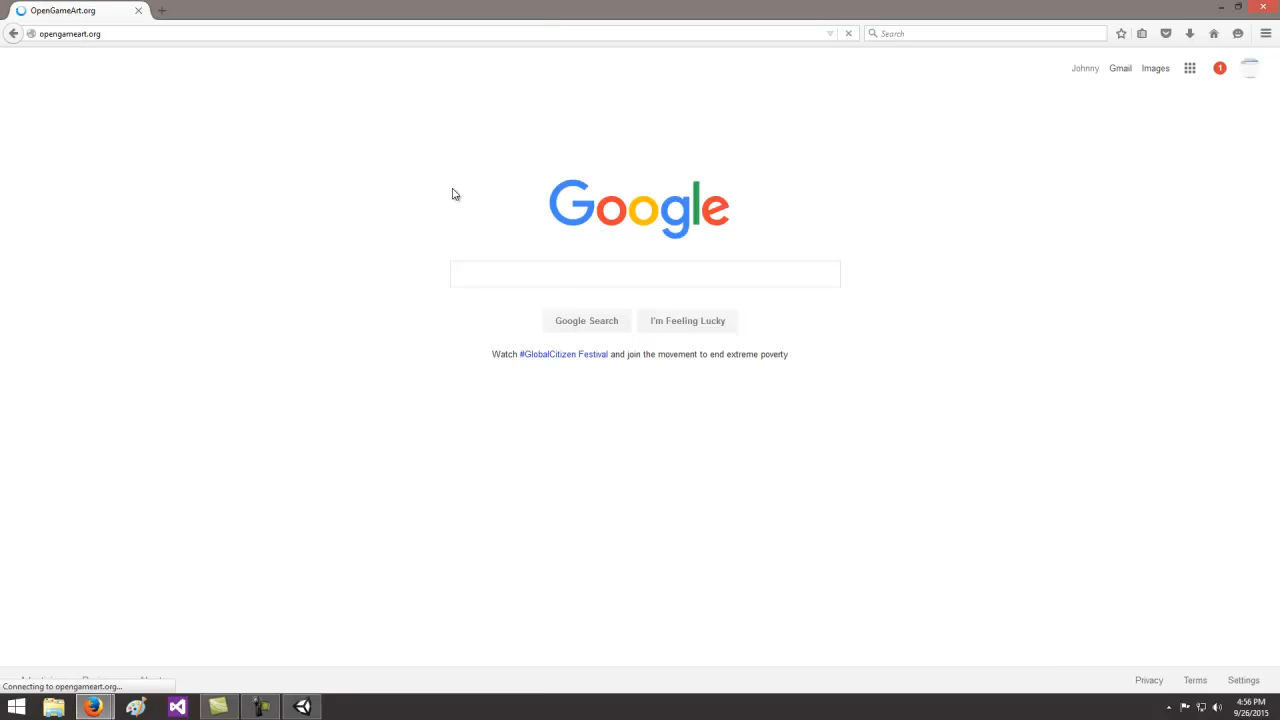 OpenGameArt.org
opengameart.org
Search
Johnny Gmail Images 1
Google
Google Search I'm Feeling Lucky
Watch #GlobalCitizen Festival and join the movement to end extreme poverty
Connecting to opengameart.org...
Privacy Terms Settings
4:56 PM
9/26/2015